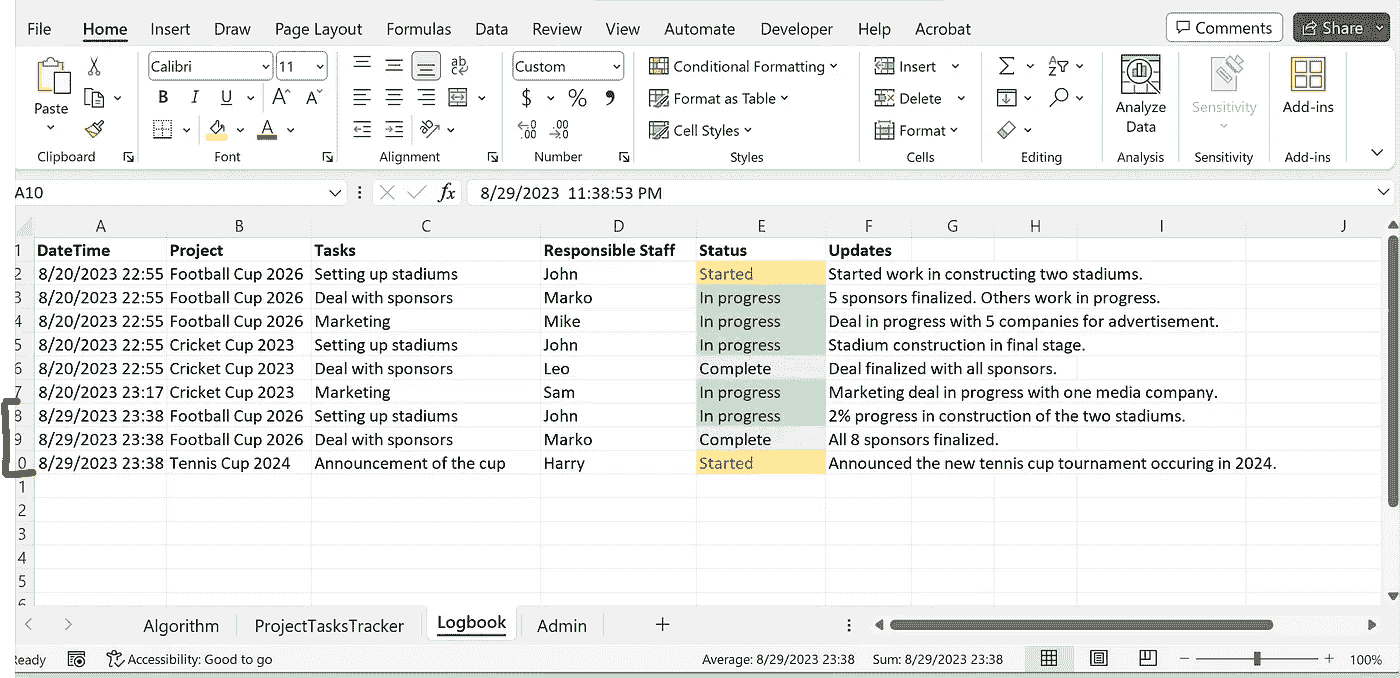 File Home Insert Draw Page Layout Formulas Data Review View Automate Developer Help Acrobat Comments Share
Calibri 11 Custom Conditional Formatting Insert
Paste $ % Format as Table Delete Analyze Data Sensitivity Add-ins
B I U A A Cell Styles Format
Clipboard Font Alignment Number Styles Cells Editing Analysis Sensitivity Add-ins
A10 fx 8/29/2023 11:38:53 PM
A B C D E F G H I J
1 DateTime Project Tasks Responsible Staff Status Updates
2 8/20/2023 22:55 Football Cup 2026 Setting up stadiums John Started Started work in constructing two stadiums.
3 8/20/2023 22:55 Football Cup 2026 Deal with sponsors Marko In progress 5 sponsors finalized. Others work in progress.
4 8/20/2023 22:55 Football Cup 2026 Marketing Mike In progress Deal in progress with 5 companies for advertisement.
5 8/20/2023 22:55 Cricket Cup 2023 Setting up stadiums John In progress Stadium construction in final stage.
6 8/20/2023 22:55 Cricket Cup 2023 Deal with sponsors Leo Complete Deal finalized with all sponsors.
7 8/20/2023 23:17 Cricket Cup 2023 Marketing Sam In progress Marketing deal in progress with one media company.
8 8/29/2023 23:38 Football Cup 2026 Setting up stadiums John In progress 2% progress in construction of the two stadiums.
9 8/29/2023 23:38 Football Cup 2026 Deal with sponsors Marko Complete All 8 sponsors finalized.
0 8/29/2023 23:38 Tennis Cup 2024 Announcement of the cup Harry Started Announced the new tennis cup tournament occuring in 2024.
1
2
3
4
5
6
Algorithm ProjectTasksTracker Logbook Admin
eady Accessibility: Good to go Average: 8/29/2023 23:38 Sum: 8/29/2023 23:38 100%